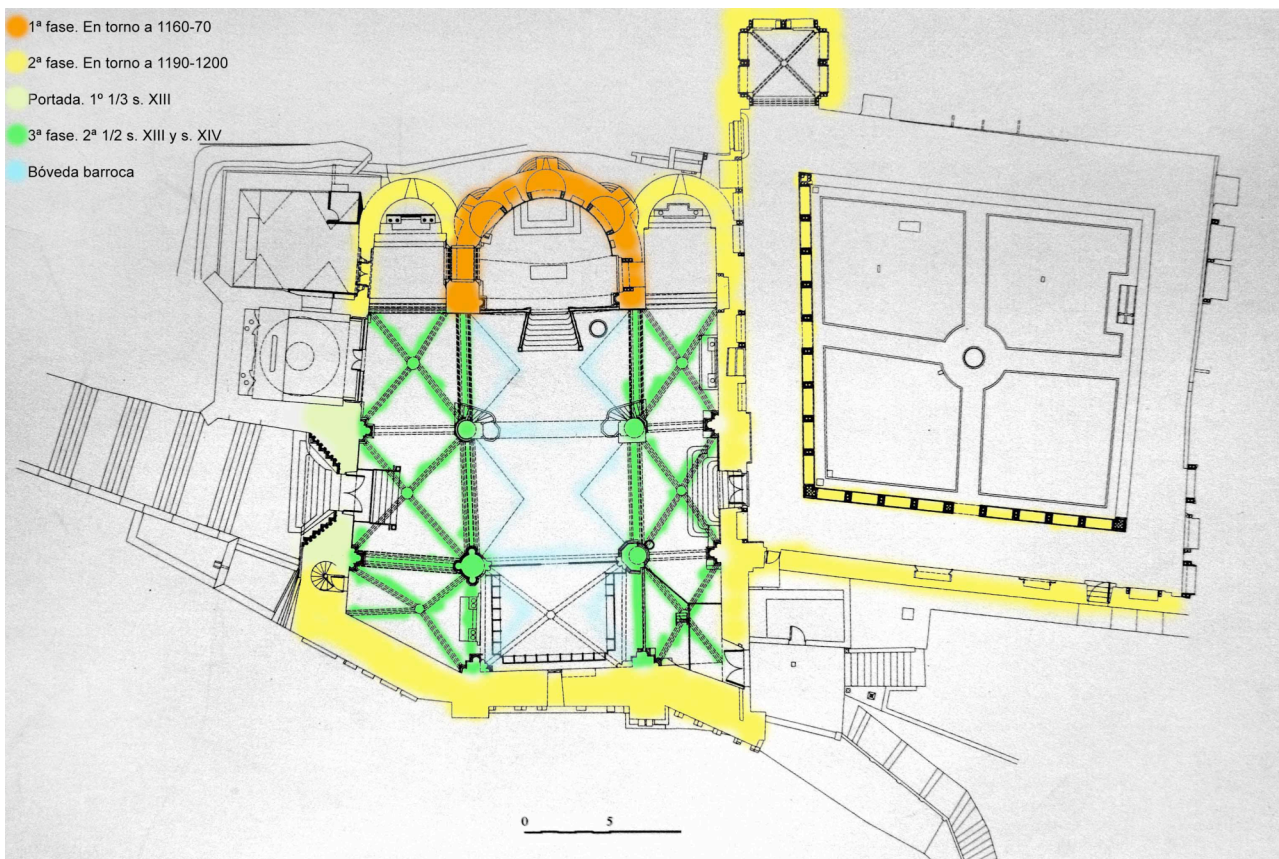 1ª fase. En torno a 1160-70
2ª fase. En torno a 1190-1200
Portada. 1º 1/3 s. XIII
3ª fase. 2ª 1/2 s. XIII y s. XIV
Bóveda barroca
0 5